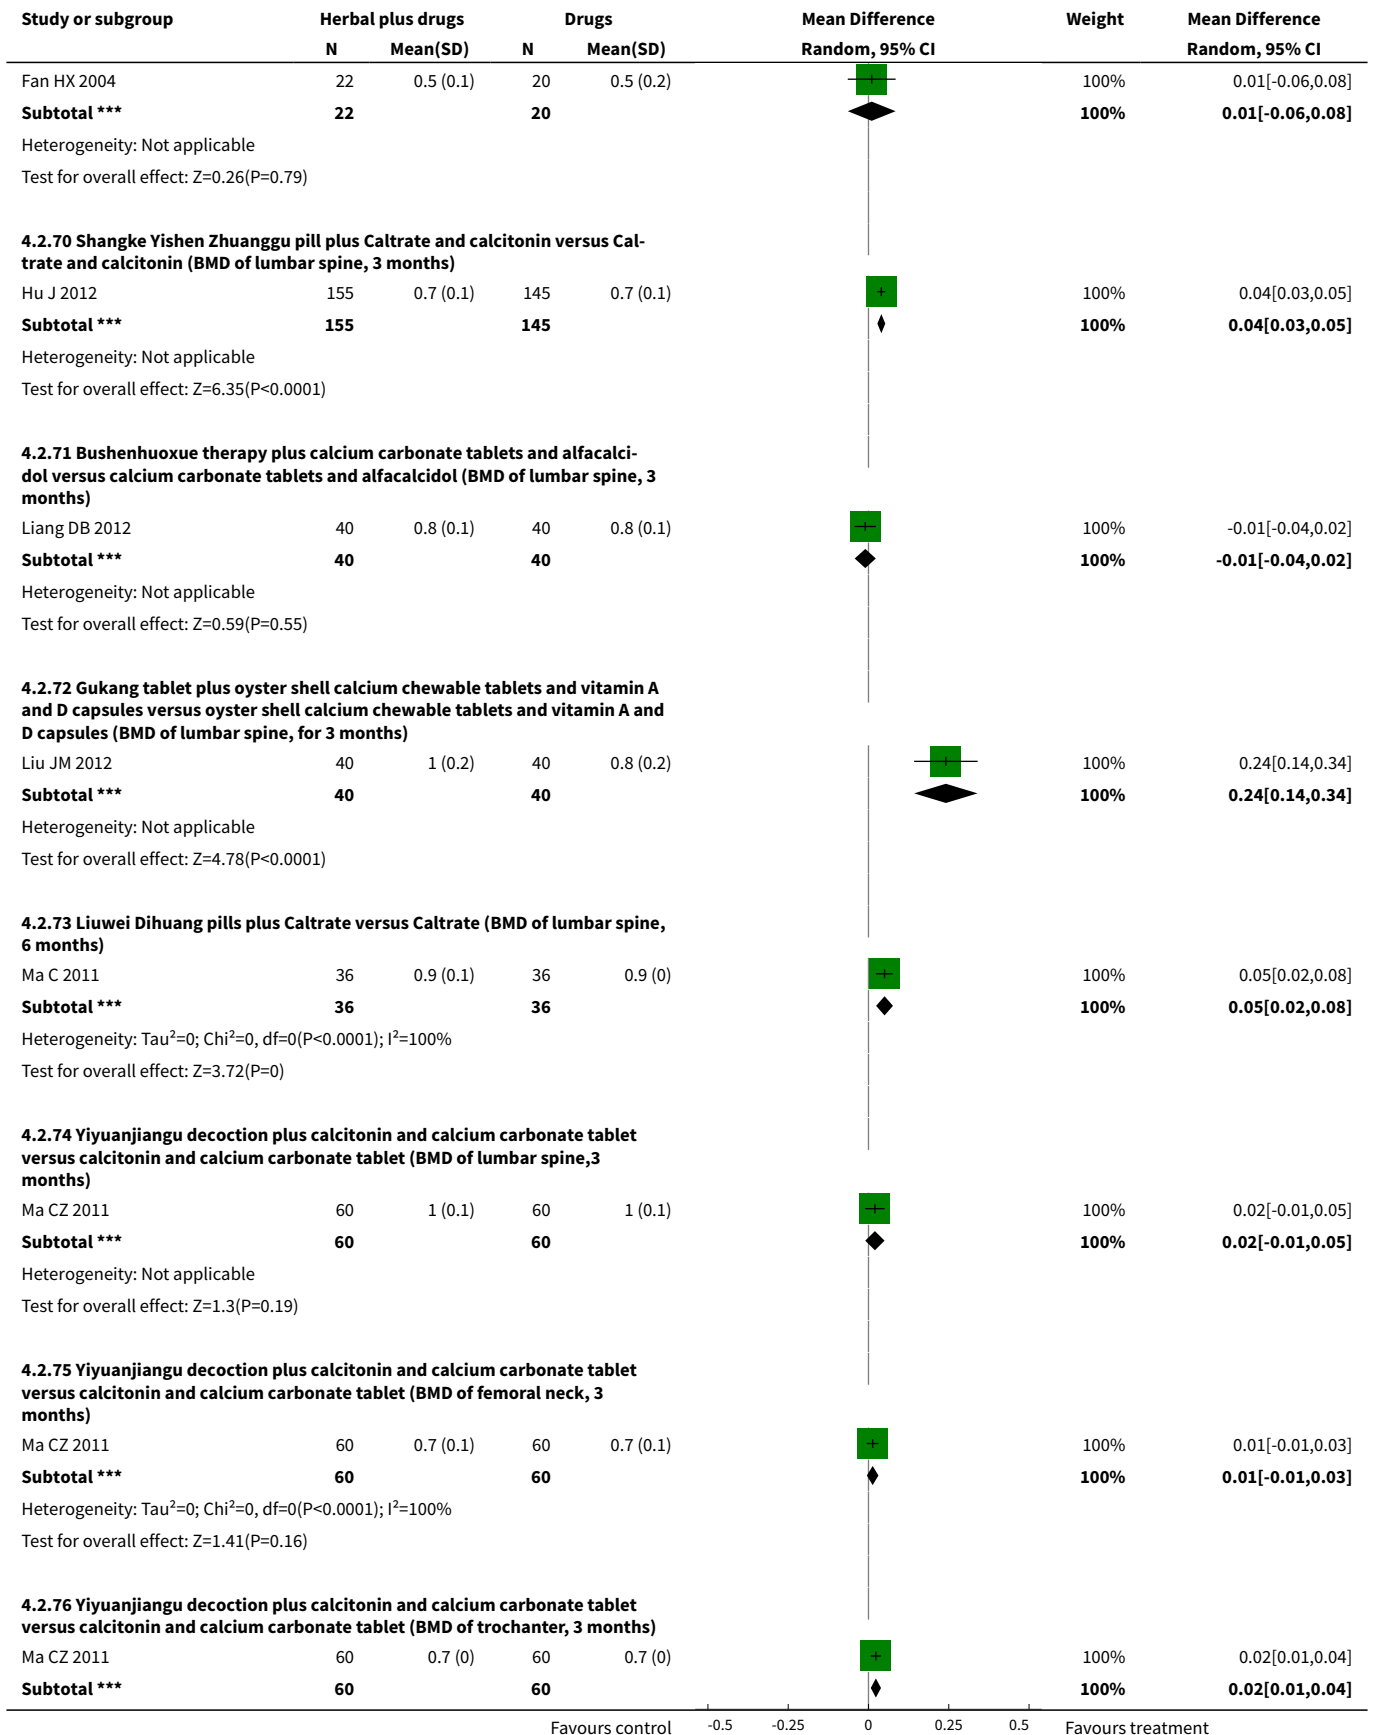 Study or subgroup Herbal plus drugs Drugs Mean Difference Weight Mean Difference
N Mean(SD) N Mean(SD) Random, 95% CI Random, 95% CI
Fan HX 2004 22 0.5 (0.1) 20 0.5 (0.2) 100% 0.01[-0.06,0.08]
Subtotal *** 22 20 100% 0.01[-0.06,0.08]
Heterogeneity: Not applicable
Test for overall effect: Z=0.26(P=0.79)
4.2.70 Shangke Yishen Zhuanggu pill plus Caltrate and calcitonin versus Cal-
trate and calcitonin (BMD of lumbar spine, 3 months)
Hu J 2012 155 0.7 (0.1) 145 0.7 (0.1) 100% 0.04[0.03,0.05]
Subtotal *** 155 145 100% 0.04[0.03,0.05]
Heterogeneity: Not applicable
Test for overall effect: Z=6.35(P<0.0001)
4.2.71 Bushenhuoxue therapy plus calcium carbonate tablets and alfacalci-
dol versus calcium carbonate tablets and alfacalcidol (BMD of lumbar spine, 3
months)
Liang DB 2012 40 0.8 (0.1) 40 0.8 (0.1) 100% -0.01[-0.04,0.02]
Subtotal *** 40 40 100% -0.01[-0.04,0.02]
Heterogeneity: Not applicable
Test for overall effect: Z=0.59(P=0.55)
4.2.72 Gukang tablet plus oyster shell calcium chewable tablets and vitamin A
and D capsules versus oyster shell calcium chewable tablets and vitamin A and
D capsules (BMD of lumbar spine, for 3 months)
Liu JM 2012 40 1 (0.2) 40 0.8 (0.2) 100% 0.24[0.14,0.34]
Subtotal *** 40 40 100% 0.24[0.14,0.34]
Heterogeneity: Not applicable
Test for overall effect: Z=4.78(P<0.0001)
4.2.73 Liuwei Dihuang pills plus Caltrate versus Caltrate (BMD of lumbar spine,
6 months)
Ma C 2011 36 0.9 (0.1) 36 0.9 (0) 100% 0.05[0.02,0.08]
Subtotal *** 36 36 100% 0.05[0.02,0.08]
Heterogeneity: Tau²=0; Chi²=0, df=0(P<0.0001); I²=100%
Test for overall effect: Z=3.72(P=0)
4.2.74 Yiyuanjiangu decoction plus calcitonin and calcium carbonate tablet
versus calcitonin and calcium carbonate tablet (BMD of lumbar spine,3
months)
Ma CZ 2011 60 1 (0.1) 60 1 (0.1) 100% 0.02[-0.01,0.05]
Subtotal *** 60 60 100% 0.02[-0.01,0.05]
Heterogeneity: Not applicable
Test for overall effect: Z=1.3(P=0.19)
4.2.75 Yiyuanjiangu decoction plus calcitonin and calcium carbonate tablet
versus calcitonin and calcium carbonate tablet (BMD of femoral neck, 3
months)
Ma CZ 2011 60 0.7 (0.1) 60 0.7 (0.1) 100% 0.01[-0.01,0.03]
Subtotal *** 60 60 100% 0.01[-0.01,0.03]
Heterogeneity: Tau²=0; Chi²=0, df=0(P<0.0001); I²=100%
Test for overall effect: Z=1.41(P=0.16)
4.2.76 Yiyuanjiangu decoction plus calcitonin and calcium carbonate tablet
versus calcitonin and calcium carbonate tablet (BMD of trochanter, 3 months)
Ma CZ 2011 60 0.7 (0) 60 0.7 (0) 100% 0.02[0.01,0.04]
Subtotal *** 60 60 100% 0.02[0.01,0.04]
Favours control -0.5 -0.25 0 0.25 0.5 Favours treatment